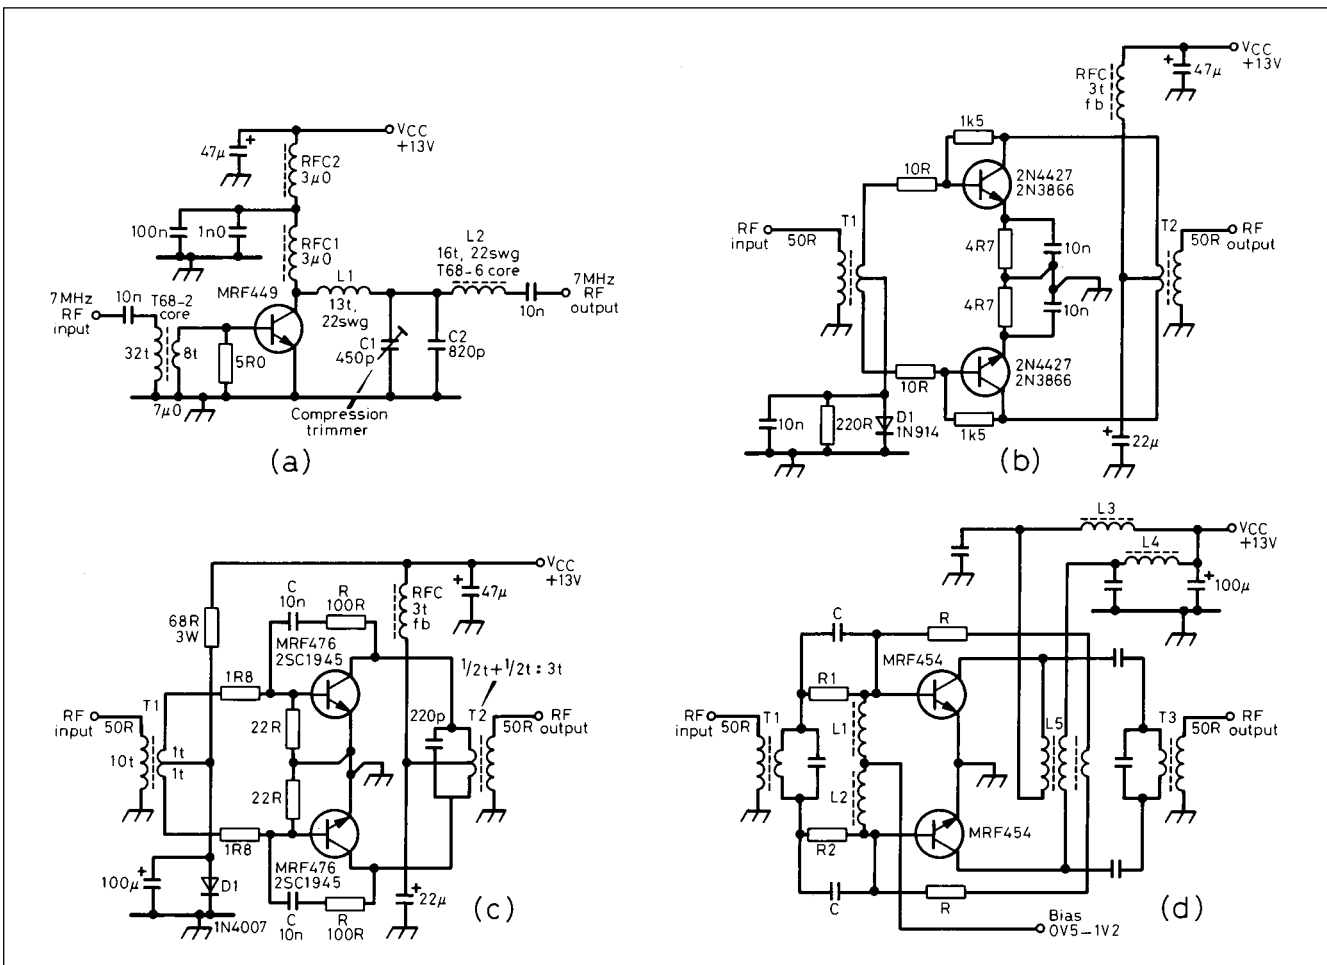 VCC
+13V
47μ
+
RFC2
3μ0
100n
1n0
RFC1
3μ0
L2
16t, 22swg
T68-6 core
L1
13t,
22swg
MRF449
7MHz
RF
input
10n
T68-2
core
32t
8t
7μ0
5R0
C1
450p
C2
820p
10n
7MHz
RF
output
Compression
trimmer
(a)
VCC
+13V
+
47μ
RFC
3t
fb
1k5
10R
2N4427
2N3866
RF
input
50R
T1
4R7
10n
4R7
10n
T2
50R
RF
output
2N4427
2N3866
10R
1k5
10n
220R
D1
1N914
+
22μ
(b)
VCC
+13V
+
47μ
RFC
3t
fb
68R
3W
C
10n
R
100R
MRF476
2SC1945
1/2t+1/2t:3t
1R8
RF
input
50R
T1
10t
1t
1t
22R
22R
220p
T2
50R
RF
output
1R8
MRF476
2SC1945
+
100μ
D1
1N4007
C
10n
R
100R
+
22μ
(c)
L3
VCC
+13V
L4
+
100μ
C
R
MRF454
R1
RF
input
50R
T1
L1
L2
L5
T3
50R
RF
output
R2
MRF454
C
R
Bias
0V5-1V2
(d)